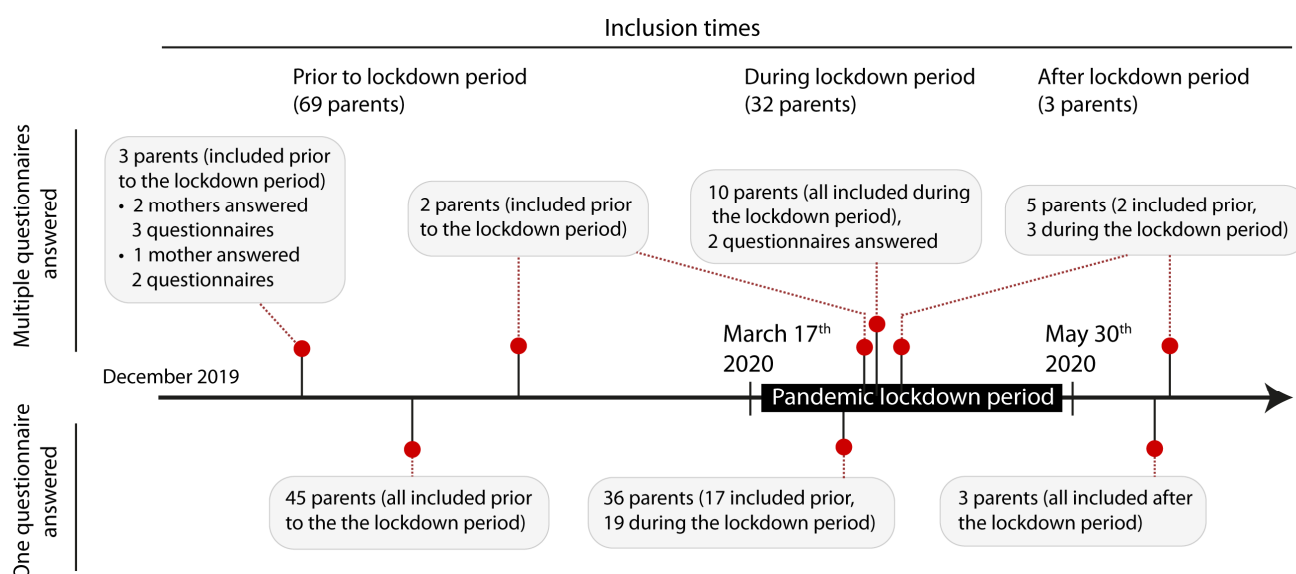 Inclusion times
Prior to lockdown period
(69 parents)
During lockdown period
(32 parents)
After lockdown period
(3 parents)
Multiple questionnaires
answered
3 parents (included prior
to the lockdown period)
• 2 mothers answered
3 questionnaires
• 1 mother answered
2 questionnaires
2 parents (included prior
to the lockdown period)
10 parents (all included during
the lockdown period),
2 questionnaires answered
5 parents (2 included prior,
3 during the lockdown period)
December 2019
March 17th
2020
May 30th
2020
Pandemic lockdown period
One questionnaire
answered
45 parents (all included prior
to the the lockdown period)
36 parents (17 included prior,
19 during the lockdown period)
3 parents (all included after
the lockdown period)